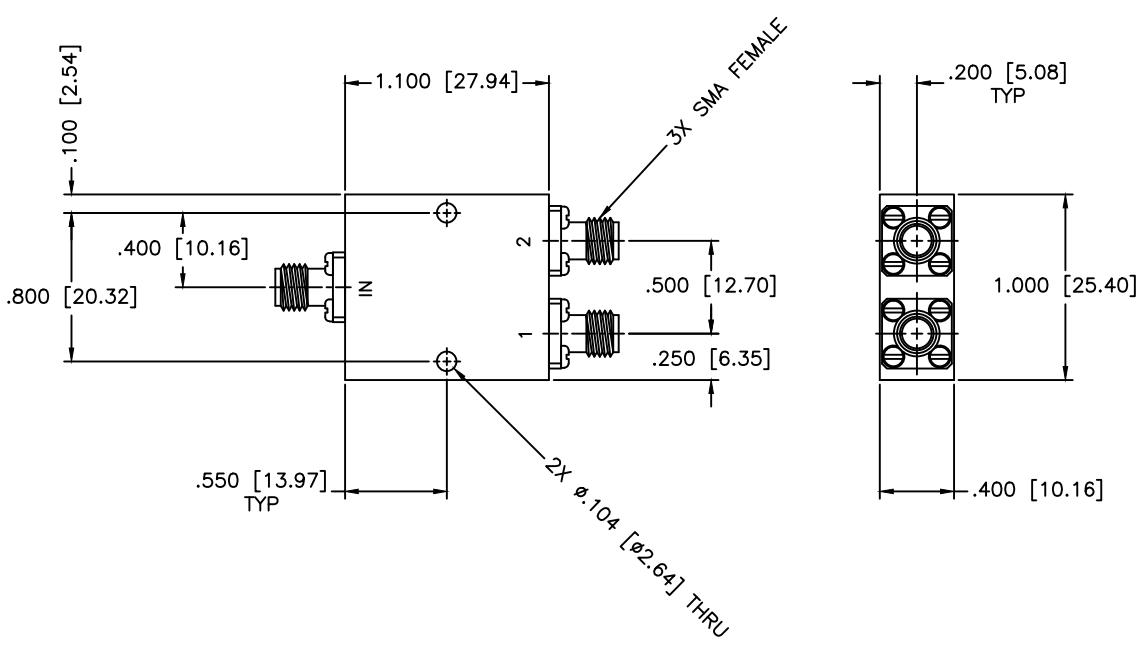 .100 [2.54]
1.100 [27.94]
3X SMA FEMALE
.200 [5.08]
TYP
.400 [10.16]
.800 [20.32]
IN
2
1
.500 [12.70]
.250 [6.35]
1.000 [25.40]
.550 [13.97]
TYP
2X ø.104 [ø2.64] THRU
.400 [10.16]